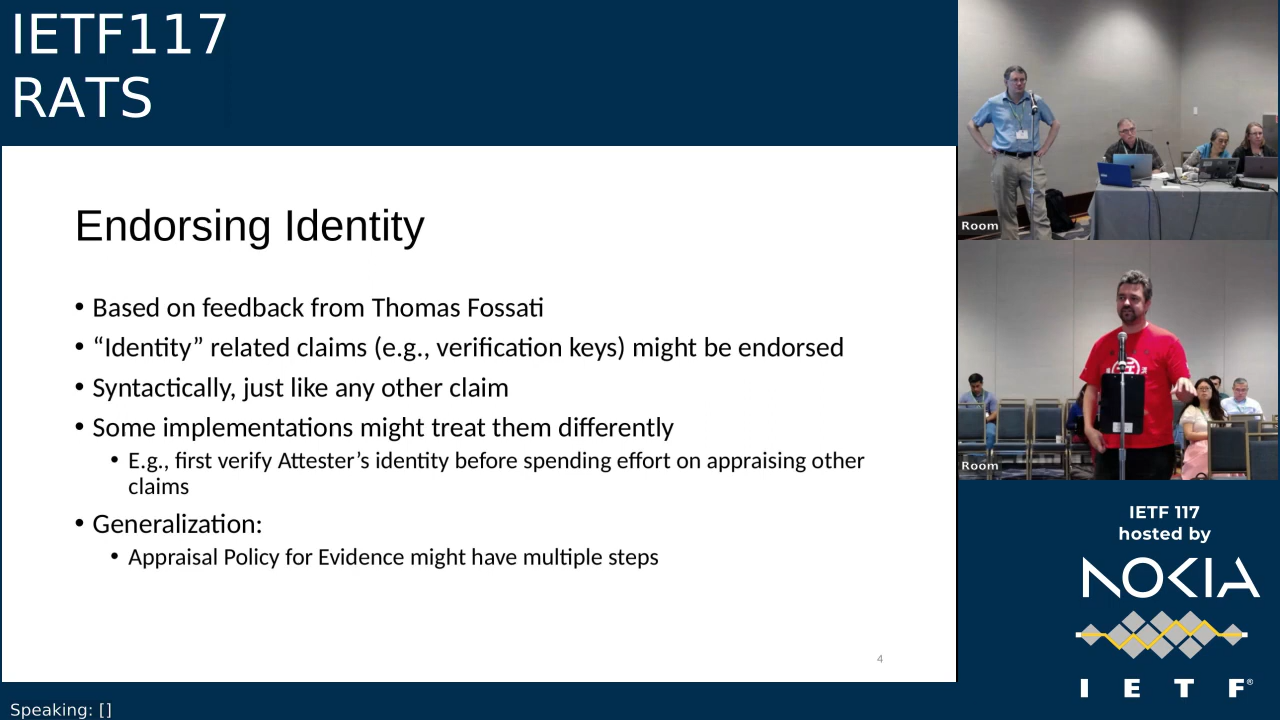 IETF117
RATS
Endorsing Identity
• Based on feedback from Thomas Fossati
• “Identity” related claims (e.g., verification keys) might be endorsed
• Syntactically, just like any other claim
• Some implementations might treat them differently
• E.g., first verify Attester’s identity before spending effort on appraising other
claims
• Generalization:
• Appraisal Policy for Evidence might have multiple steps
4
Speaking: []
Room
Room
IETF 117
hosted by
NOKIA
I E T F®